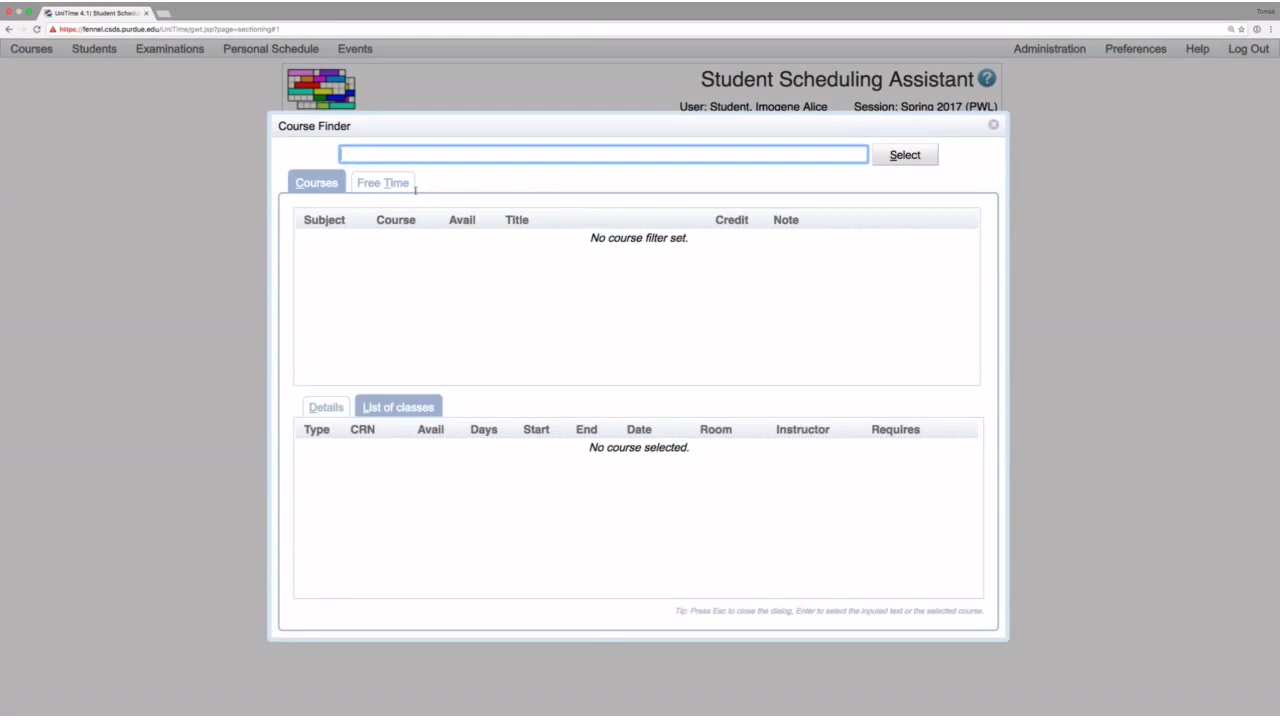 UniTime 4.1| Student Schedu
Tomáš
https://fennel.csds.purdue.edu/UniTime/gwt.jsp?page=sectioning#1
Courses Students Examinations Personal Schedule Events Administration Preferences Help Log Out
Student Scheduling Assistant ?
User: Student, Imogene Alice Session: Spring 2017 (PWL)
Course Finder
Select
Courses Free Time
Subject Course Avail Title Credit Note
No course filter set.
Details List of classes
Type CRN Avail Days Start End Date Room Instructor Requires
No course selected.
Tip: Press Esc to close the dialog, Enter to select the inputed text or the selected course.